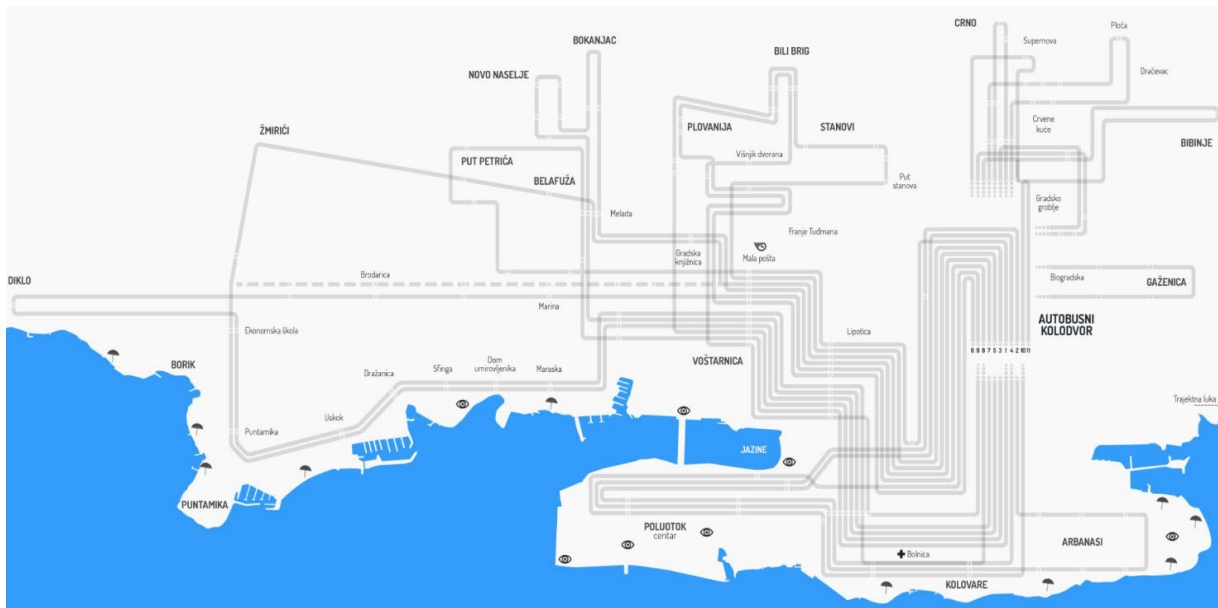 CRNO
Ploča
Supernova
BOKANJAC
BILI BRIG
NOVO NASELJE
Dračevac
ŽMIRIĆI
PLOVANIJA
STANOVI
Crvene
kuće
BIBINJE
PUT PETRIĆA
Višnjik dvorana
BELAFUŽA
Put
stanova
Melada
Gradsko
groblje
Franje Tuđmana
Gradska
knjižnica
Mala pošta
DIKLO
Brodarica
Biogradska
GAŽENICA
Marina
AUTOBUSNI
KOLODVOR
Ekonomska škola
Lipotica
BORIK
VOŠTARNICA
Dražanica
Sfinga
Dom
umirovljenika
Maraska
Trajektna luka
Uskok
Puntamika
JAZINE
PUNTAMIKA
POLUOTOK
centar
ARBANASI
Bolnica
KOLOVARE